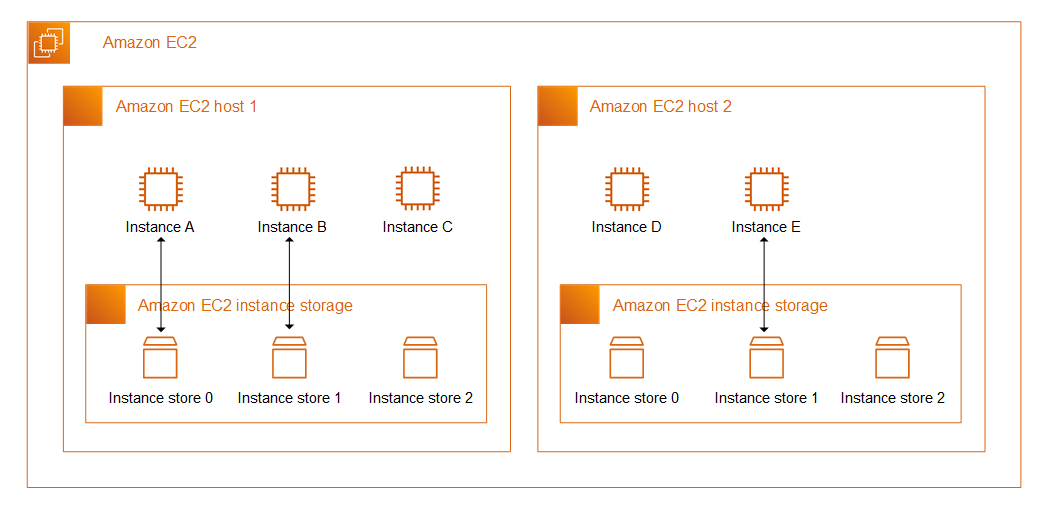 Amazon EC2
Amazon EC2 host 1
Instance A
Instance B
Instance C
Amazon EC2 instance storage
Instance store 0
Instance store 1
Instance store 2
Amazon EC2 host 2
Instance D
Instance E
Amazon EC2 instance storage
Instance store 0
Instance store 1
Instance store 2